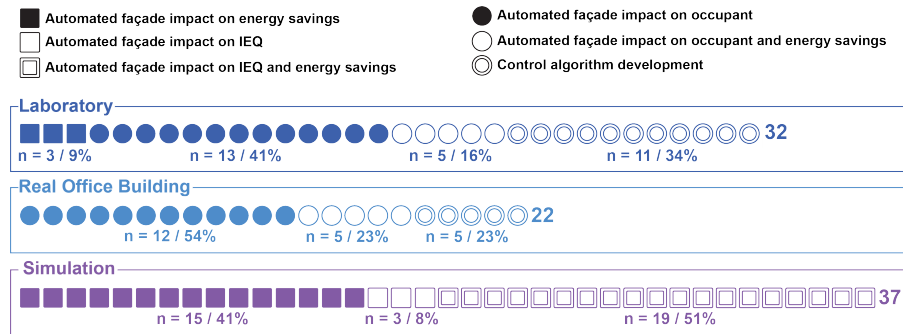 Automated façade impact on energy savings
Automated façade impact on IEQ
Automated façade impact on IEQ and energy savings
Automated façade impact on occupant
Automated façade impact on occupant and energy savings
Control algorithm development
Laboratory
32
n = 3 / 9% n = 13 / 41% n = 5 / 16% n = 11 / 34%
Real Office Building
22
n = 12 / 54% n = 5 / 23% n = 5 / 23%
Simulation
37
n = 15 / 41% n = 3 / 8% n = 19 / 51%